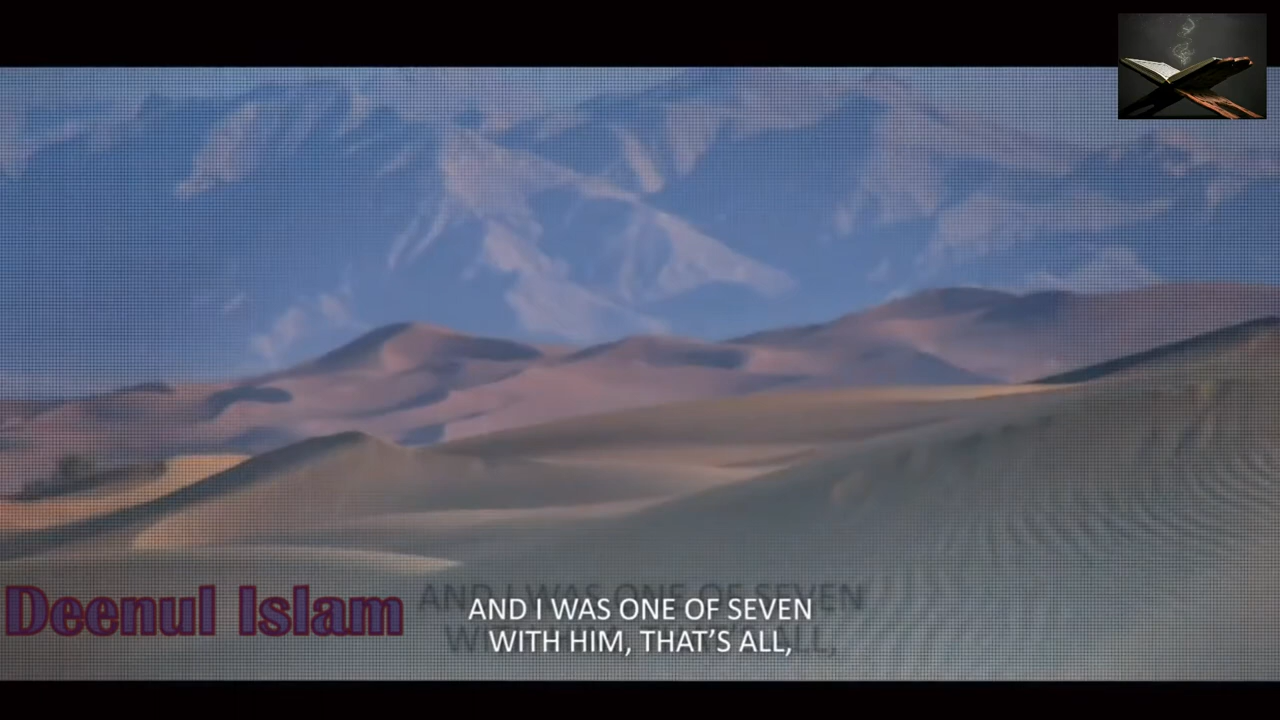 Deenul Islam
AND I WAS ONE OF SEVEN
WITH HIM, THAT'S ALL,